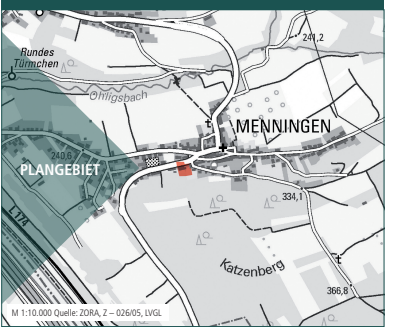 241,2
Rundes
Türmchen
Ohligsbach
MENNINGEN
240,6
PLANGEBIET
334,1
L 174
Katzenberg
366,8
M 1:10.000 Quelle: ZORA, Z – 026/05, LVGL